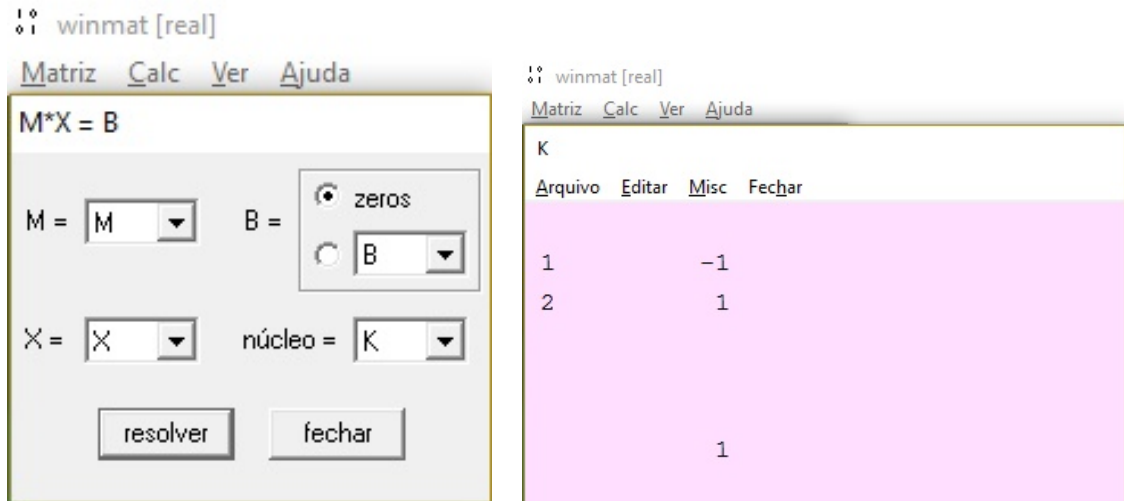 winmat [real]
Matriz Calc Ver Ajuda
M*X = B
M = M B = zeros
B
X = X núcleo = K
resolver fechar
winmat [real]
Matriz Calc Ver Ajuda
K
Arquivo Editar Misc Fechar
1 -1
2 1
1